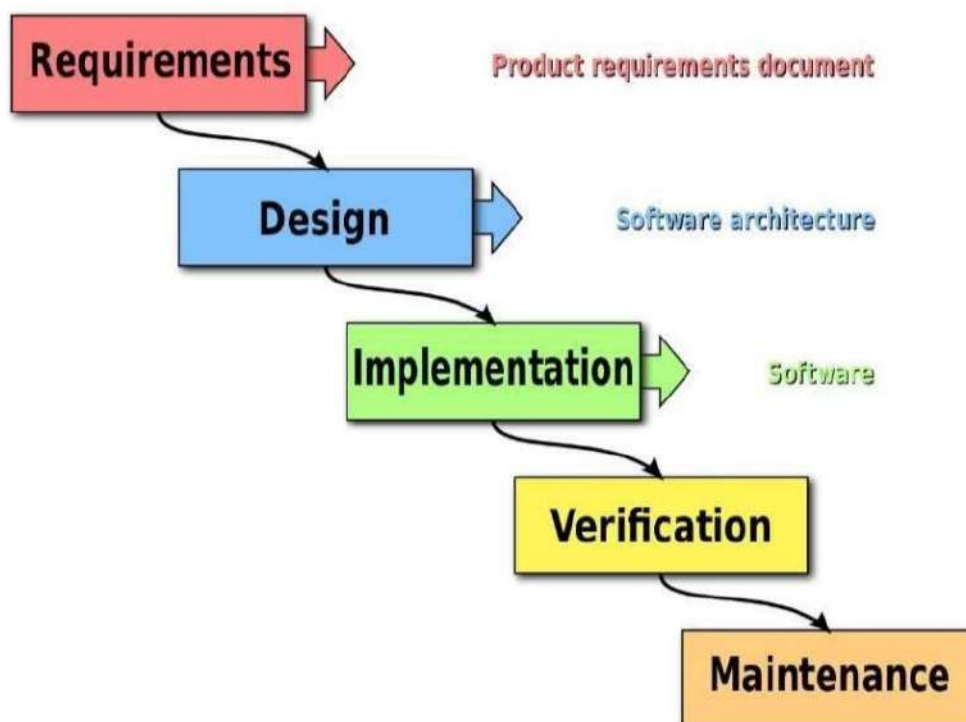 Requirements
Product requirements document
Design
Software architecture
Implementation
Software
Verification
Maintenance